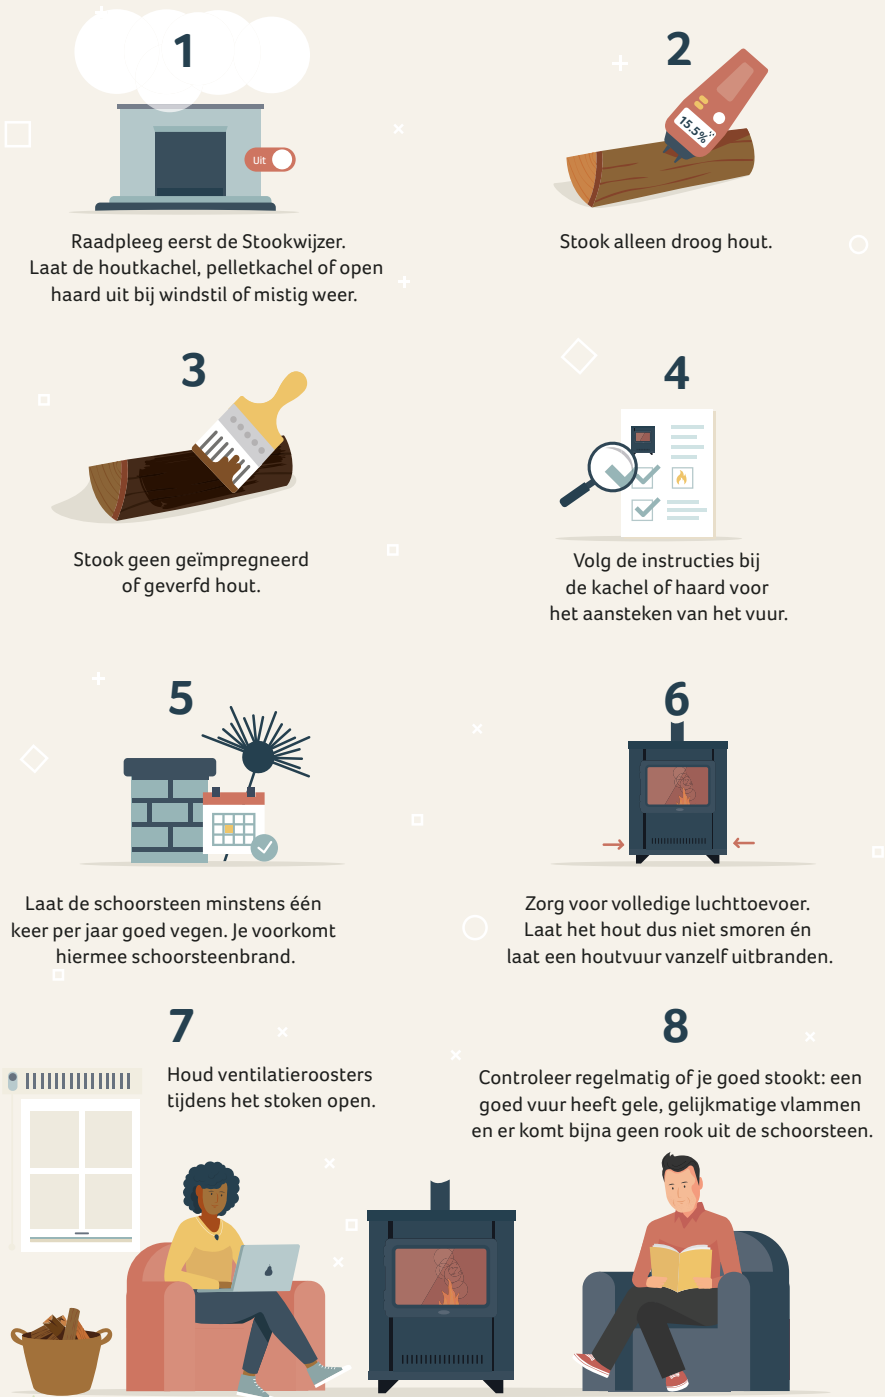 1
Uit
Raadpleeg eerst de Stookwijzer.
Laat de houtkachel, pelletkachel of open
haard uit bij windstil of mistig weer.
2
15.5%
Stook alleen droog hout.
3
Stook geen geïmpregneerd
of geverfd hout.
4
Volg de instructies bij
de kachel of haard voor
het aansteken van het vuur.
5
Laat de schoorsteen minstens één
keer per jaar goed vegen. Je voorkomt
hiermee schoorsteenbrand.
6
Zorg voor volledige luchttoevoer.
Laat het hout dus niet smoren én
laat een houtvuur vanzelf uitbranden.
7
Houd ventilatieroosters
tijdens het stoken open.
8
Controleer regelmatig of je goed stookt: een
goed vuur heeft gele, gelijkmatige vlammen
en er komt bijna geen rook uit de schoorsteen.